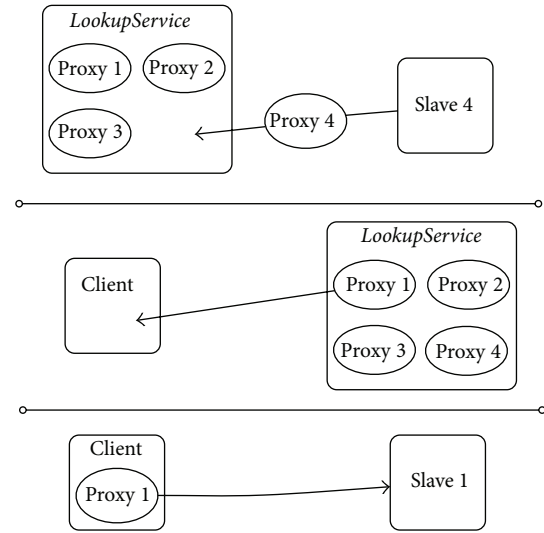 LookupService
Proxy 1
Proxy 2
Proxy 3
Proxy 4
Slave 4
LookupService
Client
Proxy 1
Proxy 2
Proxy 3
Proxy 4
Client
Proxy 1
Slave 1